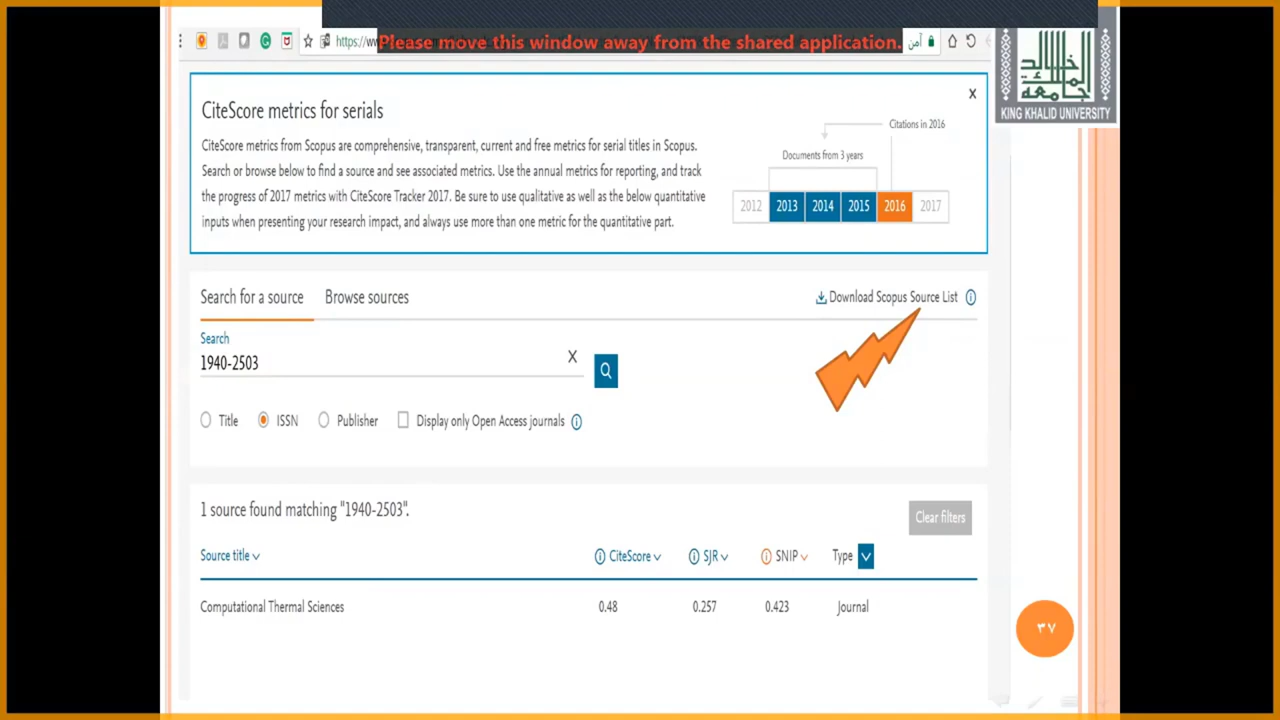 https://ww
Please move this window away from the shared application.
آمن
جامعة
الملك خالد
KING KHALID UNIVERSITY
CiteScore metrics for serials
CiteScore metrics from Scopus are comprehensive, transparent, current and free metrics for serial titles in Scopus.
Search or browse below to find a source and see associated metrics. Use the annual metrics for reporting, and track
the progress of 2017 metrics with CiteScore Tracker 2017. Be sure to use qualitative as well as the below quantitative
inputs when presenting your research impact, and always use more than one metric for the quantitative part.
Citations in 2016
Documents from 3 years
2012 2013 2014 2015 2016 2017
Search for a source Browse sources
Download Scopus Source List
Search
1940-2503
Title ISSN Publisher Display only Open Access journals
1 source found matching "1940-2503".
Clear filters
Source title CiteScore SJR SNIP Type
Computational Thermal Sciences 0.48 0.257 0.423 Journal
٣٧